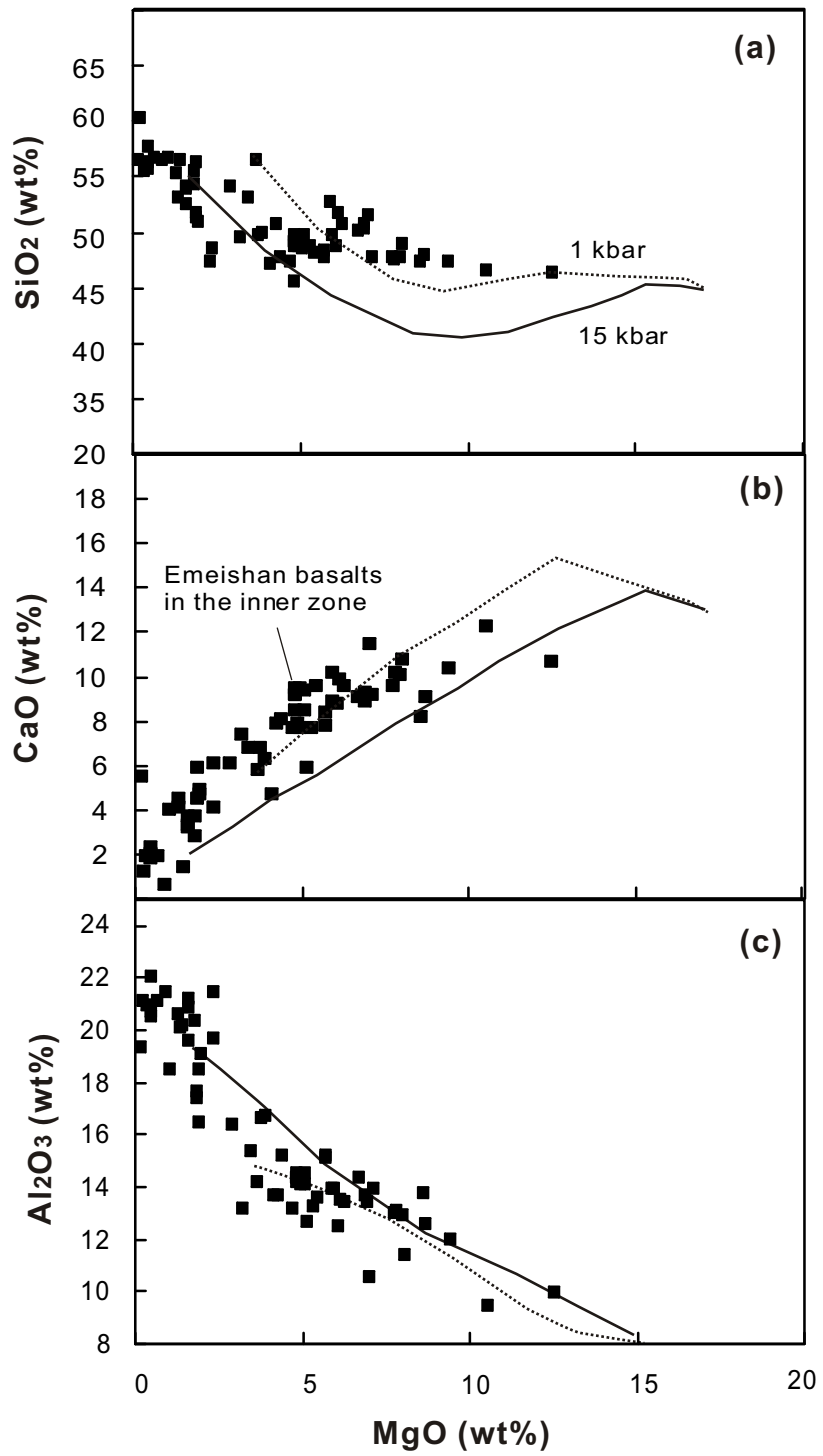 (a)
65
60
55
50
45
40
35
20
SiO2 (wt%)
1 kbar
15 kbar
(b)
18
16
14
12
10
8
6
4
2
CaO (wt%)
Emeishan basalts
in the inner zone
(c)
24
22
20
18
16
14
12
10
8
Al2O3 (wt%)
0 5 10 15 20
MgO (wt%)